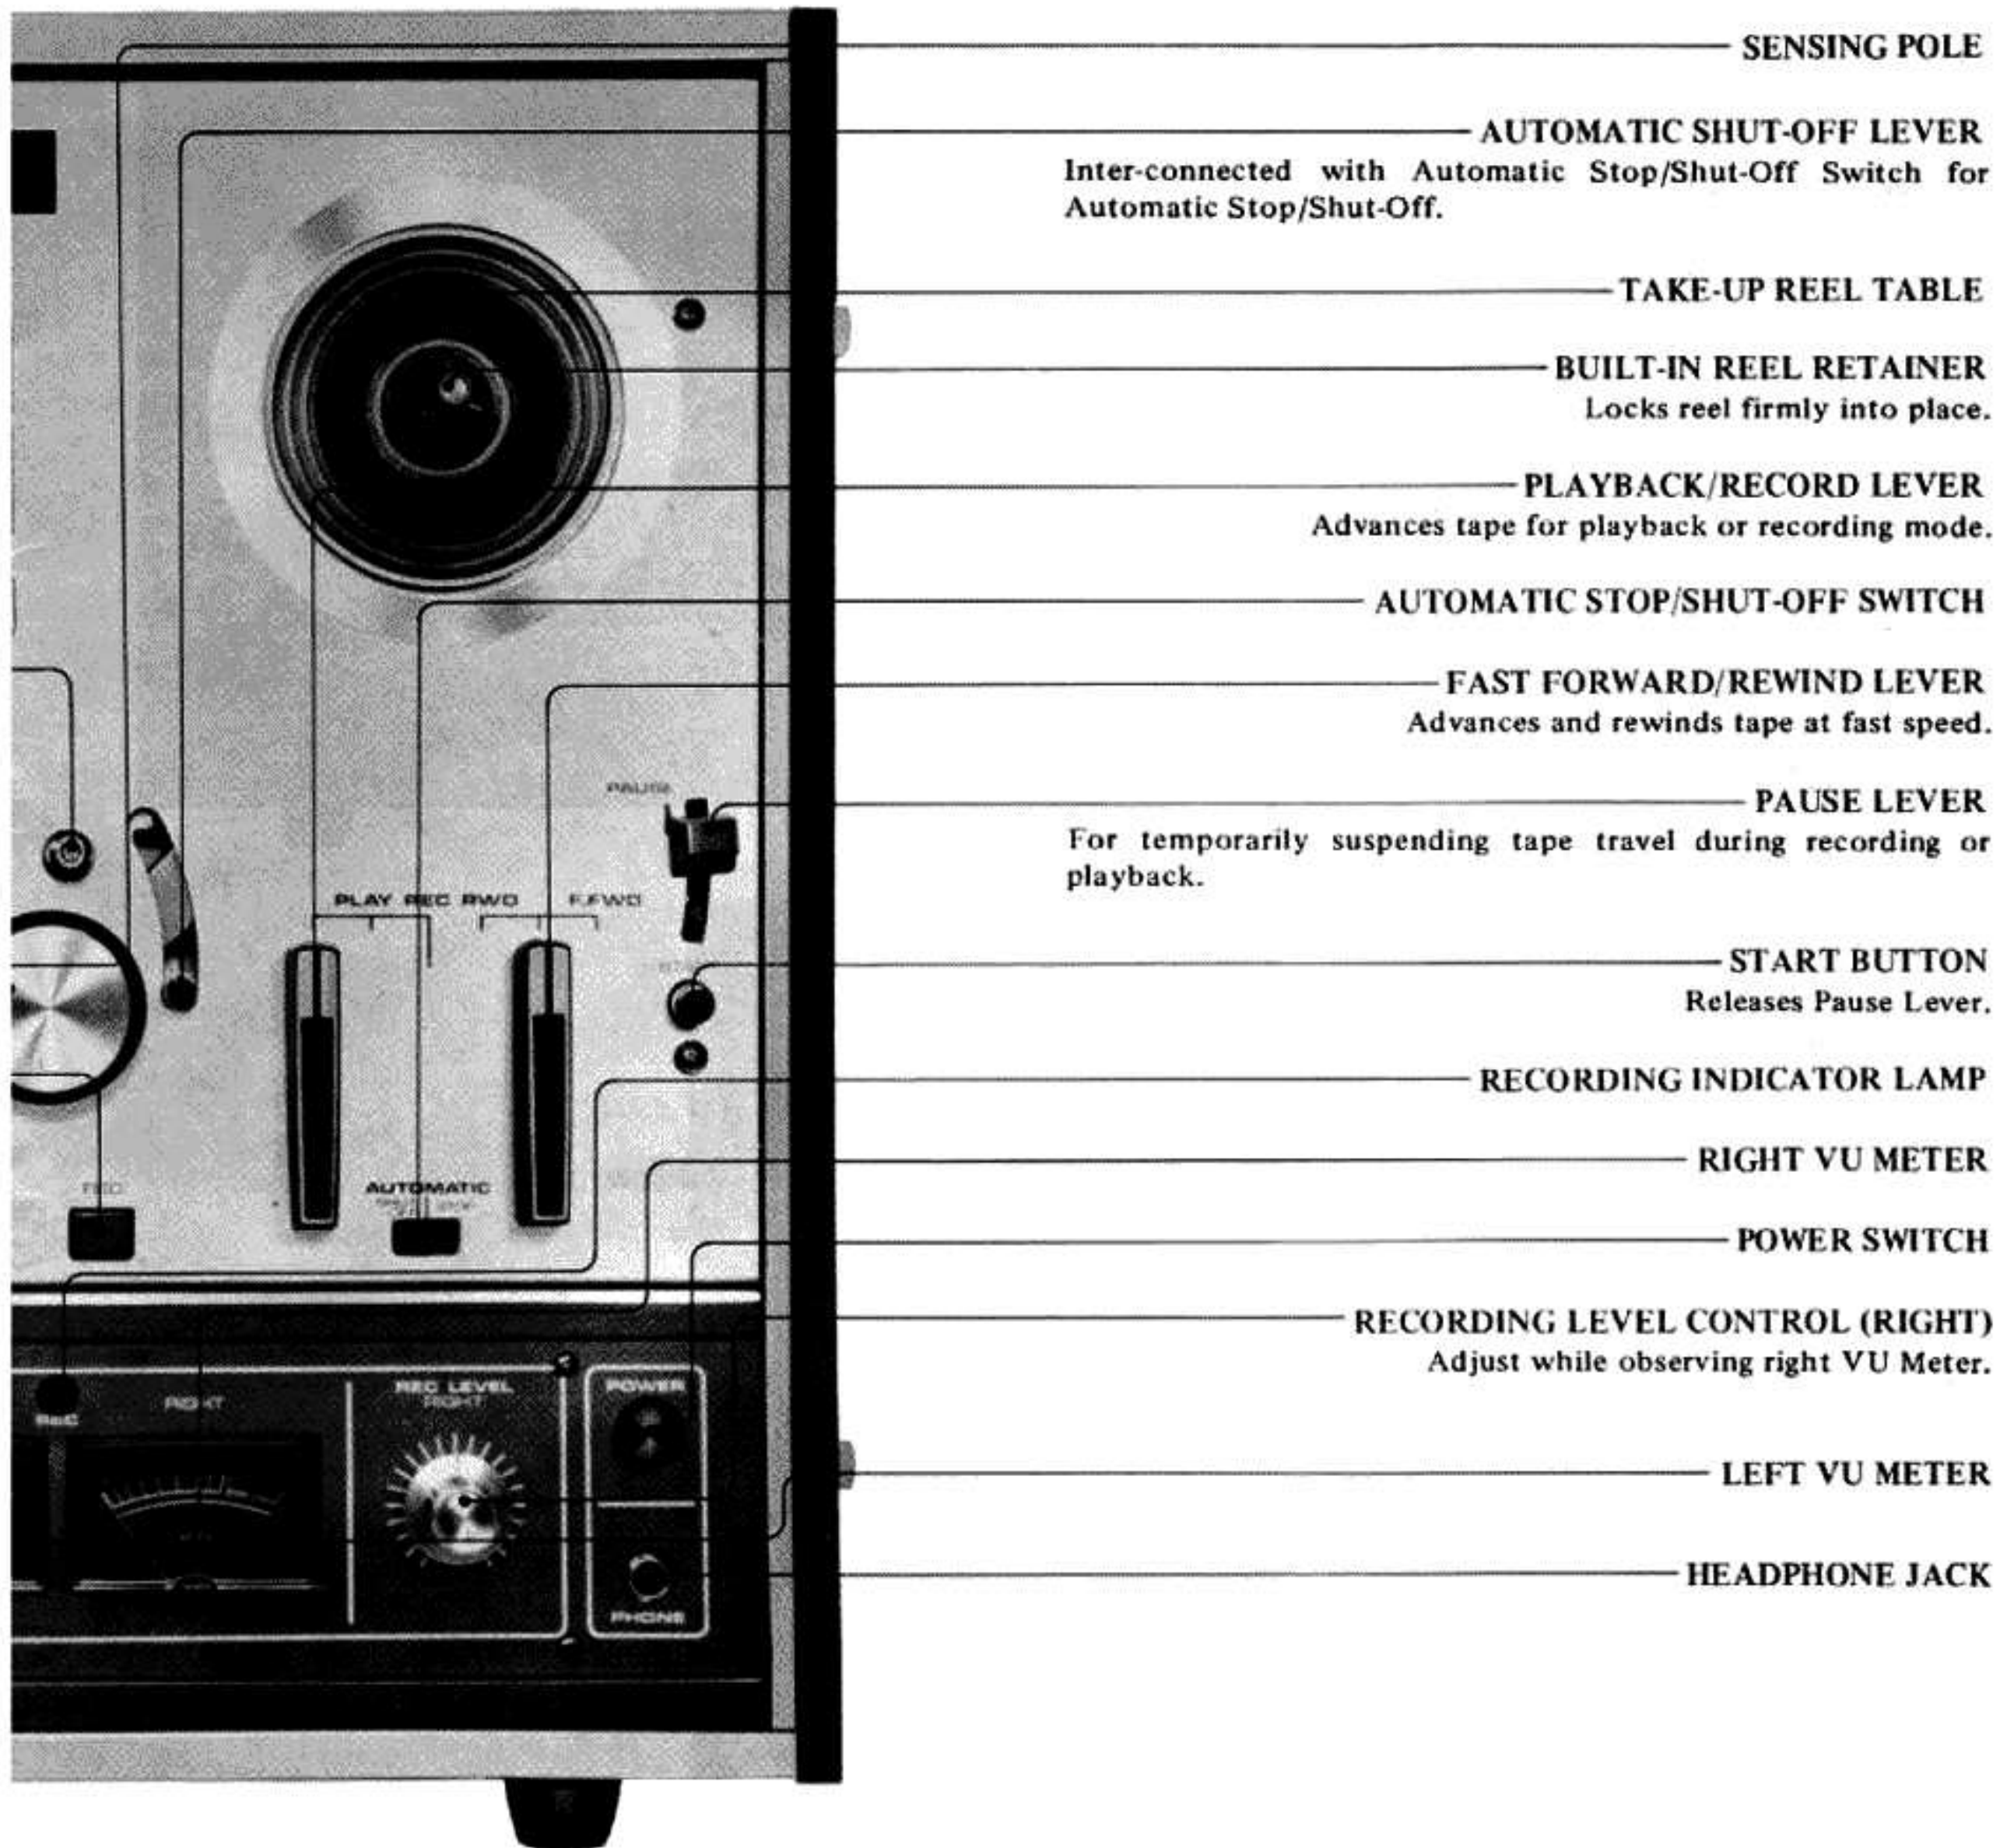 SENSING POLE
AUTOMATIC SHUT-OFF LEVER
Inter-connected with Automatic Stop/Shut-Off Switch for
Automatic Stop/Shut-Off.
TAKE-UP REEL TABLE
BUILT-IN REEL RETAINER
Locks reel firmly into place.
PLAYBACK/RECORD LEVER
Advances tape for playback or recording mode.
AUTOMATIC STOP/SHUT-OFF SWITCH
FAST FORWARD/REWIND LEVER
Advances and rewinds tape at fast speed.
PAUSE
PAUSE LEVER
For temporarily suspending tape travel during recording or
playback.
PLAY REC RWD F.FWD
START BUTTON
Releases Pause Lever.
RECORDING INDICATOR LAMP
RIGHT VU METER
REC
AUTOMATIC
POWER SWITCH
RECORDING LEVEL CONTROL (RIGHT)
Adjust while observing right VU Meter.
REC
RIGHT
REC LEVEL
RIGHT
POWER
LEFT VU METER
HEADPHONE JACK
PHONE